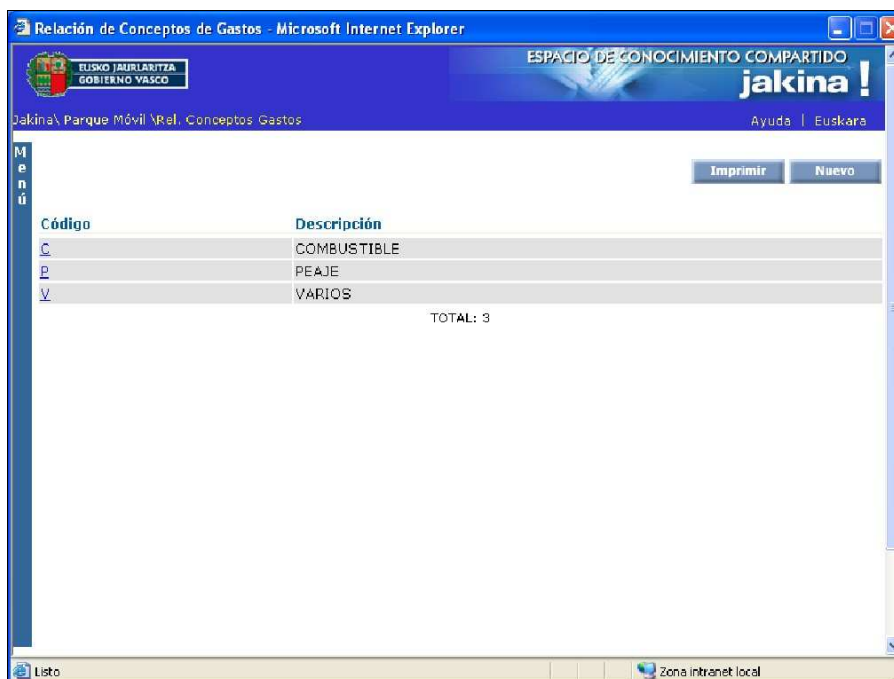 Relación de Conceptos de Gastos - Microsoft Internet Explorer
EUSKO JAURLARITZA
GOBIERNO VASCO
ESPACIO DE CONOCIMIENTO COMPARTIDO
jakina!
Jakina\ Parque Móvil \Rel. Conceptos Gastos
Ayuda | Euskara
Menú
Imprimir Nuevo
Código Descripción
C COMBUSTIBLE
P PEAJE
V VARIOS
TOTAL: 3
Listo Zona intranet local